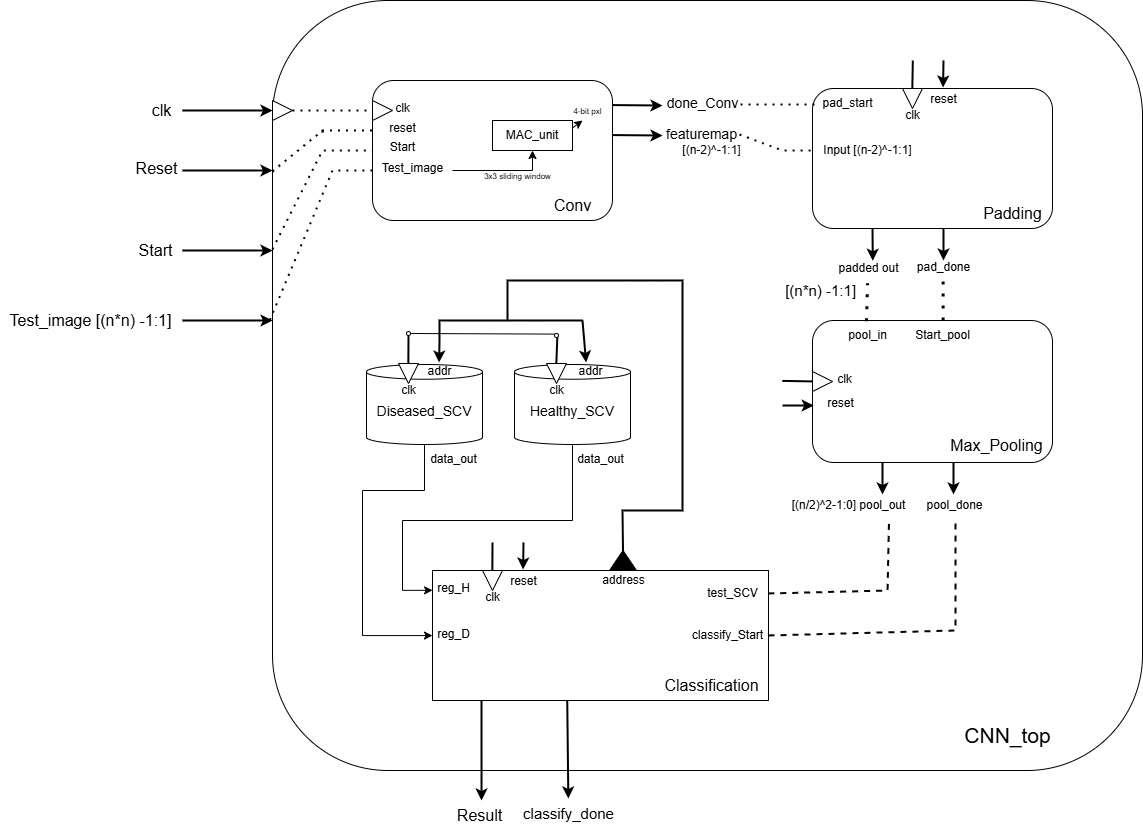 clk
Reset
Start
Test_image [(n*n) -1:1]
clk
reset
Start
Test_image
MAC_unit
4-bit pxl
3x3 sliding window
Conv
done_Conv
featuremap
[(n-2)^-1:1]
pad_start
clk
reset
Input [(n-2)^-1:1]
Padding
padded out
pad_done
[(n*n) -1:1]
pool_in
Start_pool
clk
reset
Max_Pooling
[(n/2)^2-1:0] pool_out
pool_done
addr
clk
Diseased_SCV
data_out
addr
clk
Healthy_SCV
data_out
reg_H
reg_D
clk
reset
address
test_SCV
classify_Start
Classification
CNN_top
Result
classify_done